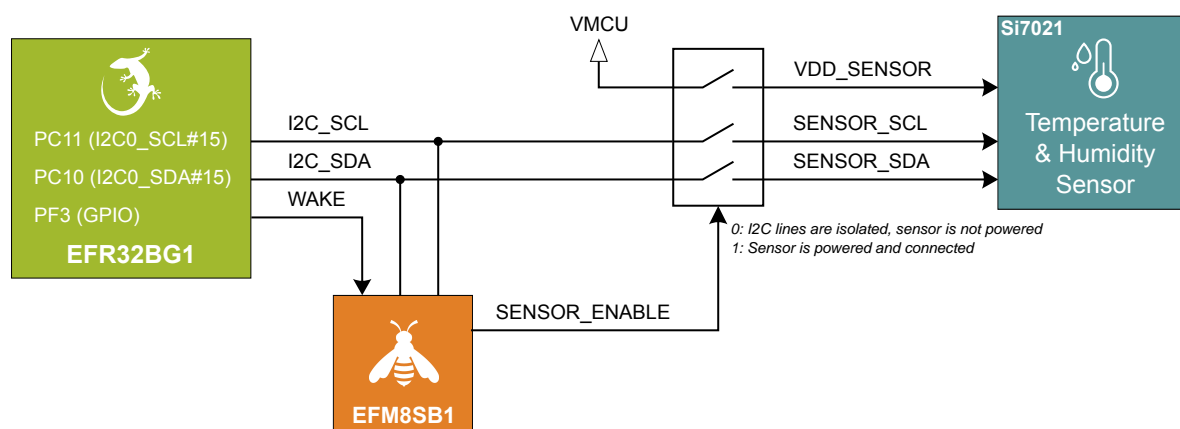 VMCU
Si7021
VDD_SENSOR
PC11 (I2C0_SCL#15)
I2C_SCL
SENSOR_SCL
Temperature
& Humidity
Sensor
PC10 (I2C0_SDA#15)
I2C_SDA
SENSOR_SDA
PF3 (GPIO)
WAKE
EFR32BG1
0: I2C lines are isolated, sensor is not powered
1: Sensor is powered and connected
SENSOR_ENABLE
EFM8SB1